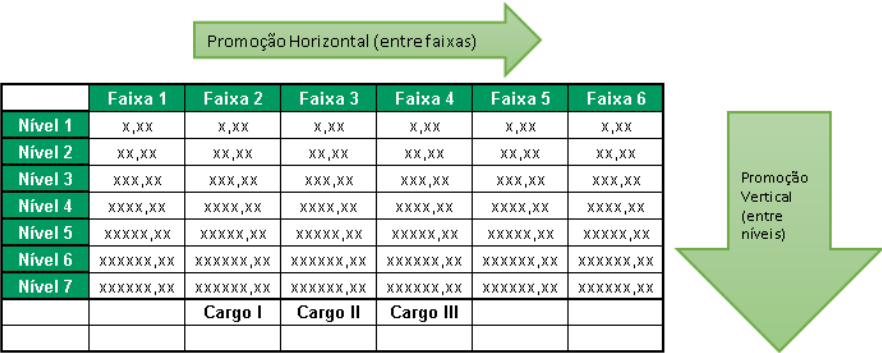 Promoção Horizontal (entre faixas)
Faixa 1 Faixa 2 Faixa 3 Faixa 4 Faixa 5 Faixa 6
Nível 1 x,xx x,xx x,xx x,xx x,xx x,xx
Nível 2 xx,xx xx,xx xx,xx xx,xx xx,xx xx,xx
Nível 3 xxx,xx xxx,xx xxx,xx xxx,xx xxx,xx xxx,xx
Nível 4 xxxx,xx xxxx,xx xxxx,xx xxxx,xx xxxx,xx xxxx,xx
Nível 5 xxxxx,xx xxxxx,xx xxxxx,xx xxxxx,xx xxxxx,xx xxxxx,xx
Nível 6 xxxxxx,xx xxxxxx,xx xxxxxx,xx xxxxxx,xx xxxxxx,xx xxxxxx,xx
Nível 7 xxxxxx,xx xxxxxx,xx xxxxxx,xx xxxxxx,xx xxxxxx,xx xxxxxx,xx
Cargo I Cargo II Cargo III
Promoção
Vertical
(entre
níveis)